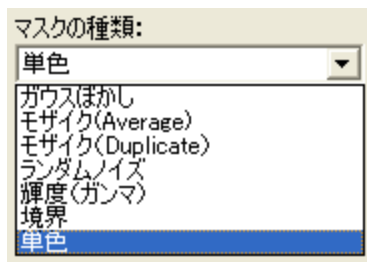 マスクの種類:
単色
ガウスぼかし
モザイク(Average)
モザイク(Duplicate)
ランダムノイズ
輝度(ガンマ)
境界
単色